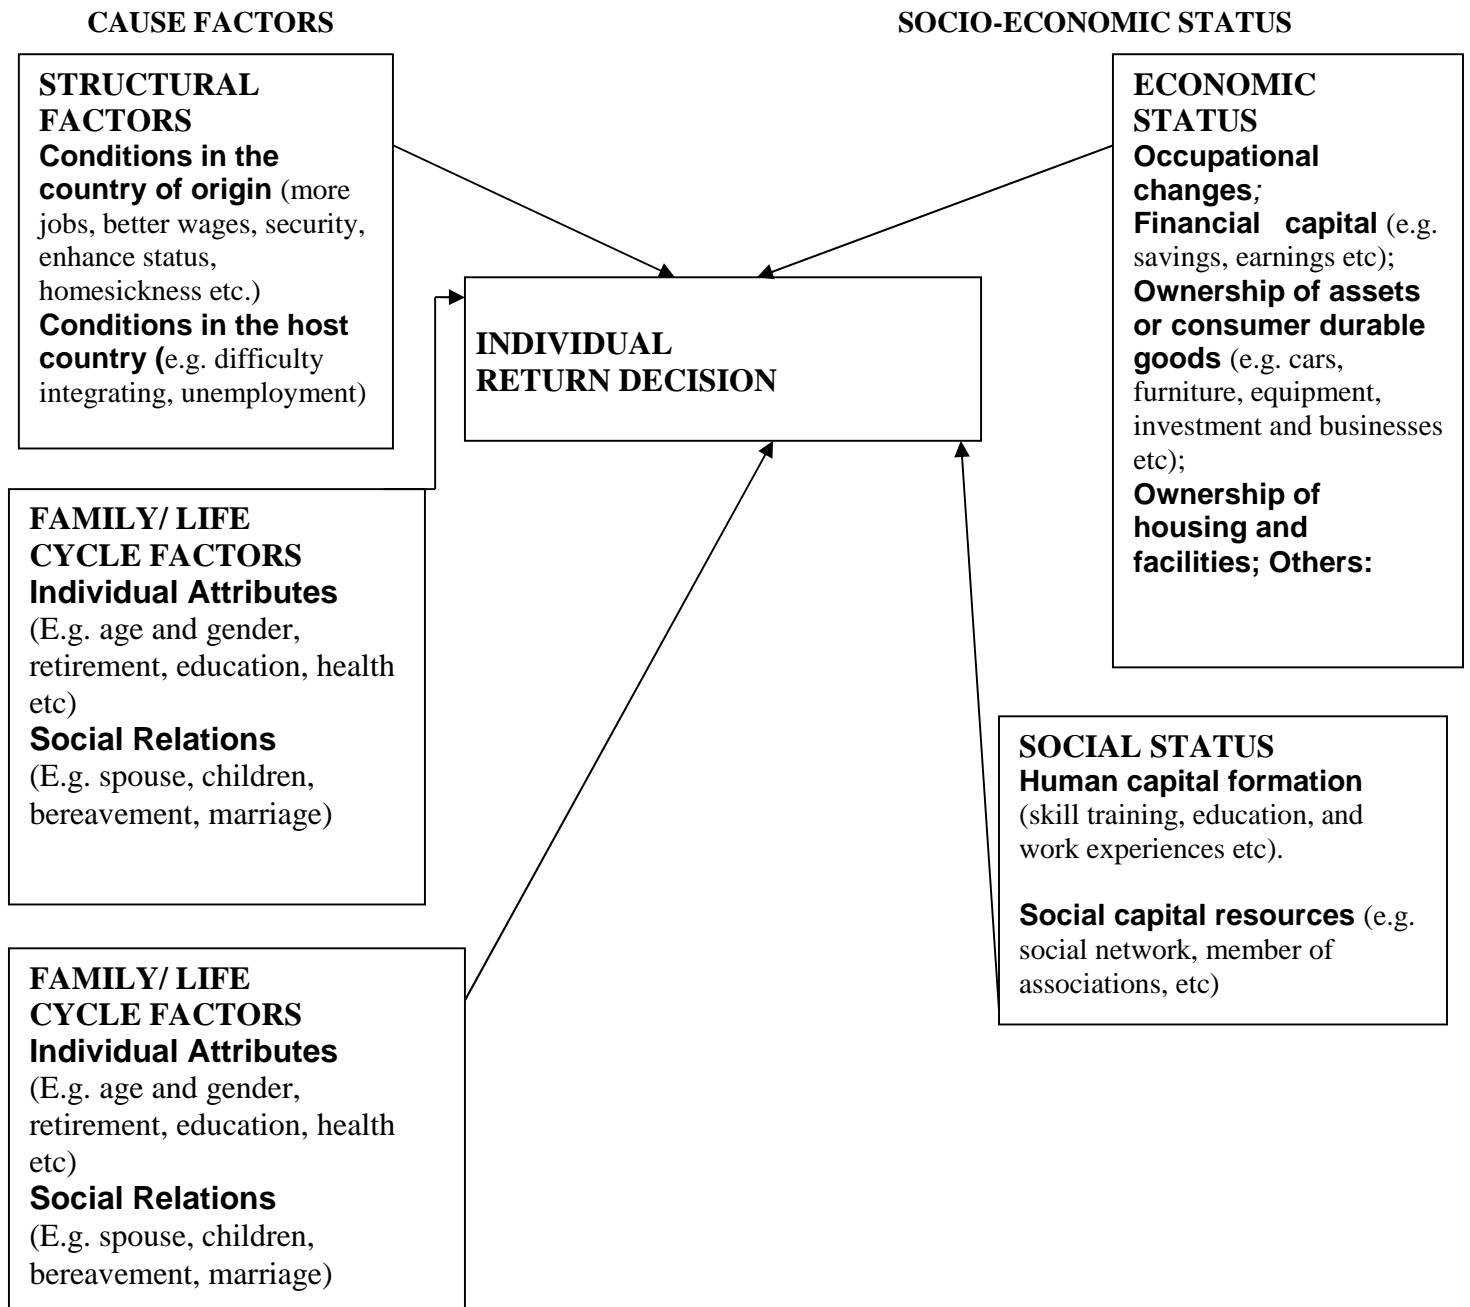 CAUSE FACTORS
SOCIO-ECONOMIC STATUS
STRUCTURAL
FACTORS
Conditions in the
country of origin (more
jobs, better wages, security,
enhance status,
homesickness etc.)
Conditions in the host
country (e.g. difficulty
integrating, unemployment)
FAMILY/ LIFE
CYCLE FACTORS
Individual Attributes
(E.g. age and gender,
retirement, education, health
etc)
Social Relations
(E.g. spouse, children,
bereavement, marriage)
FAMILY/ LIFE
CYCLE FACTORS
Individual Attributes
(E.g. age and gender,
retirement, education, health
etc)
Social Relations
(E.g. spouse, children,
bereavement, marriage)
INDIVIDUAL
RETURN DECISION
ECONOMIC
STATUS
Occupational
changes;
Financial capital (e.g.
savings, earnings etc);
Ownership of assets
or consumer durable
goods (e.g. cars,
furniture, equipment,
investment and businesses
etc);
Ownership of
housing and
facilities; Others:
SOCIAL STATUS
Human capital formation
(skill training, education, and
work experiences etc).
Social capital resources (e.g.
social network, member of
associations, etc)